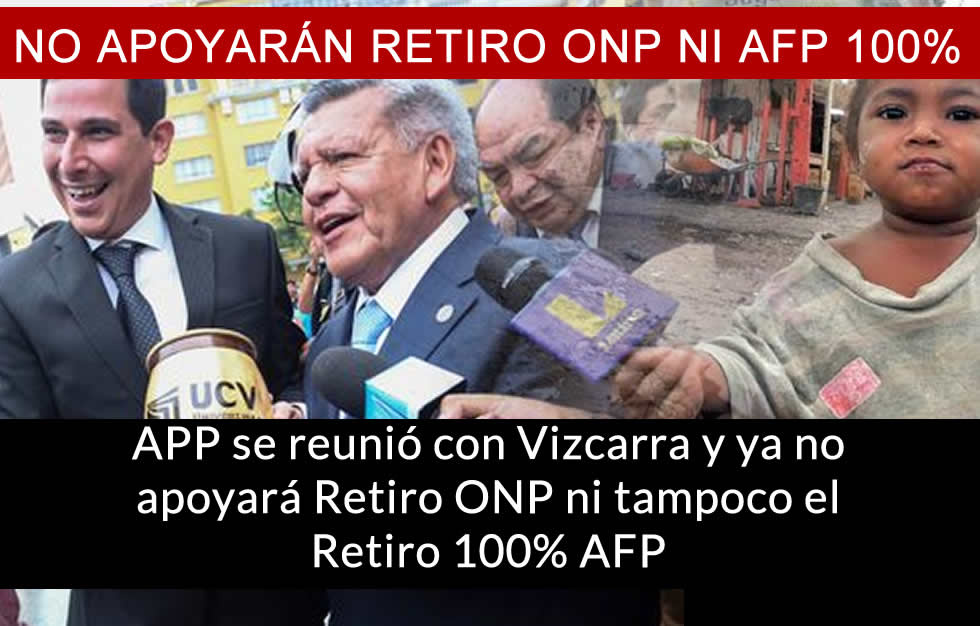 NO APOYARÁN RETIRO ONP NI AFP 100%
UCV
APP se reunió con Vizcarra y ya no
apoyará Retiro ONP ni tampoco el
Retiro 100% AFP